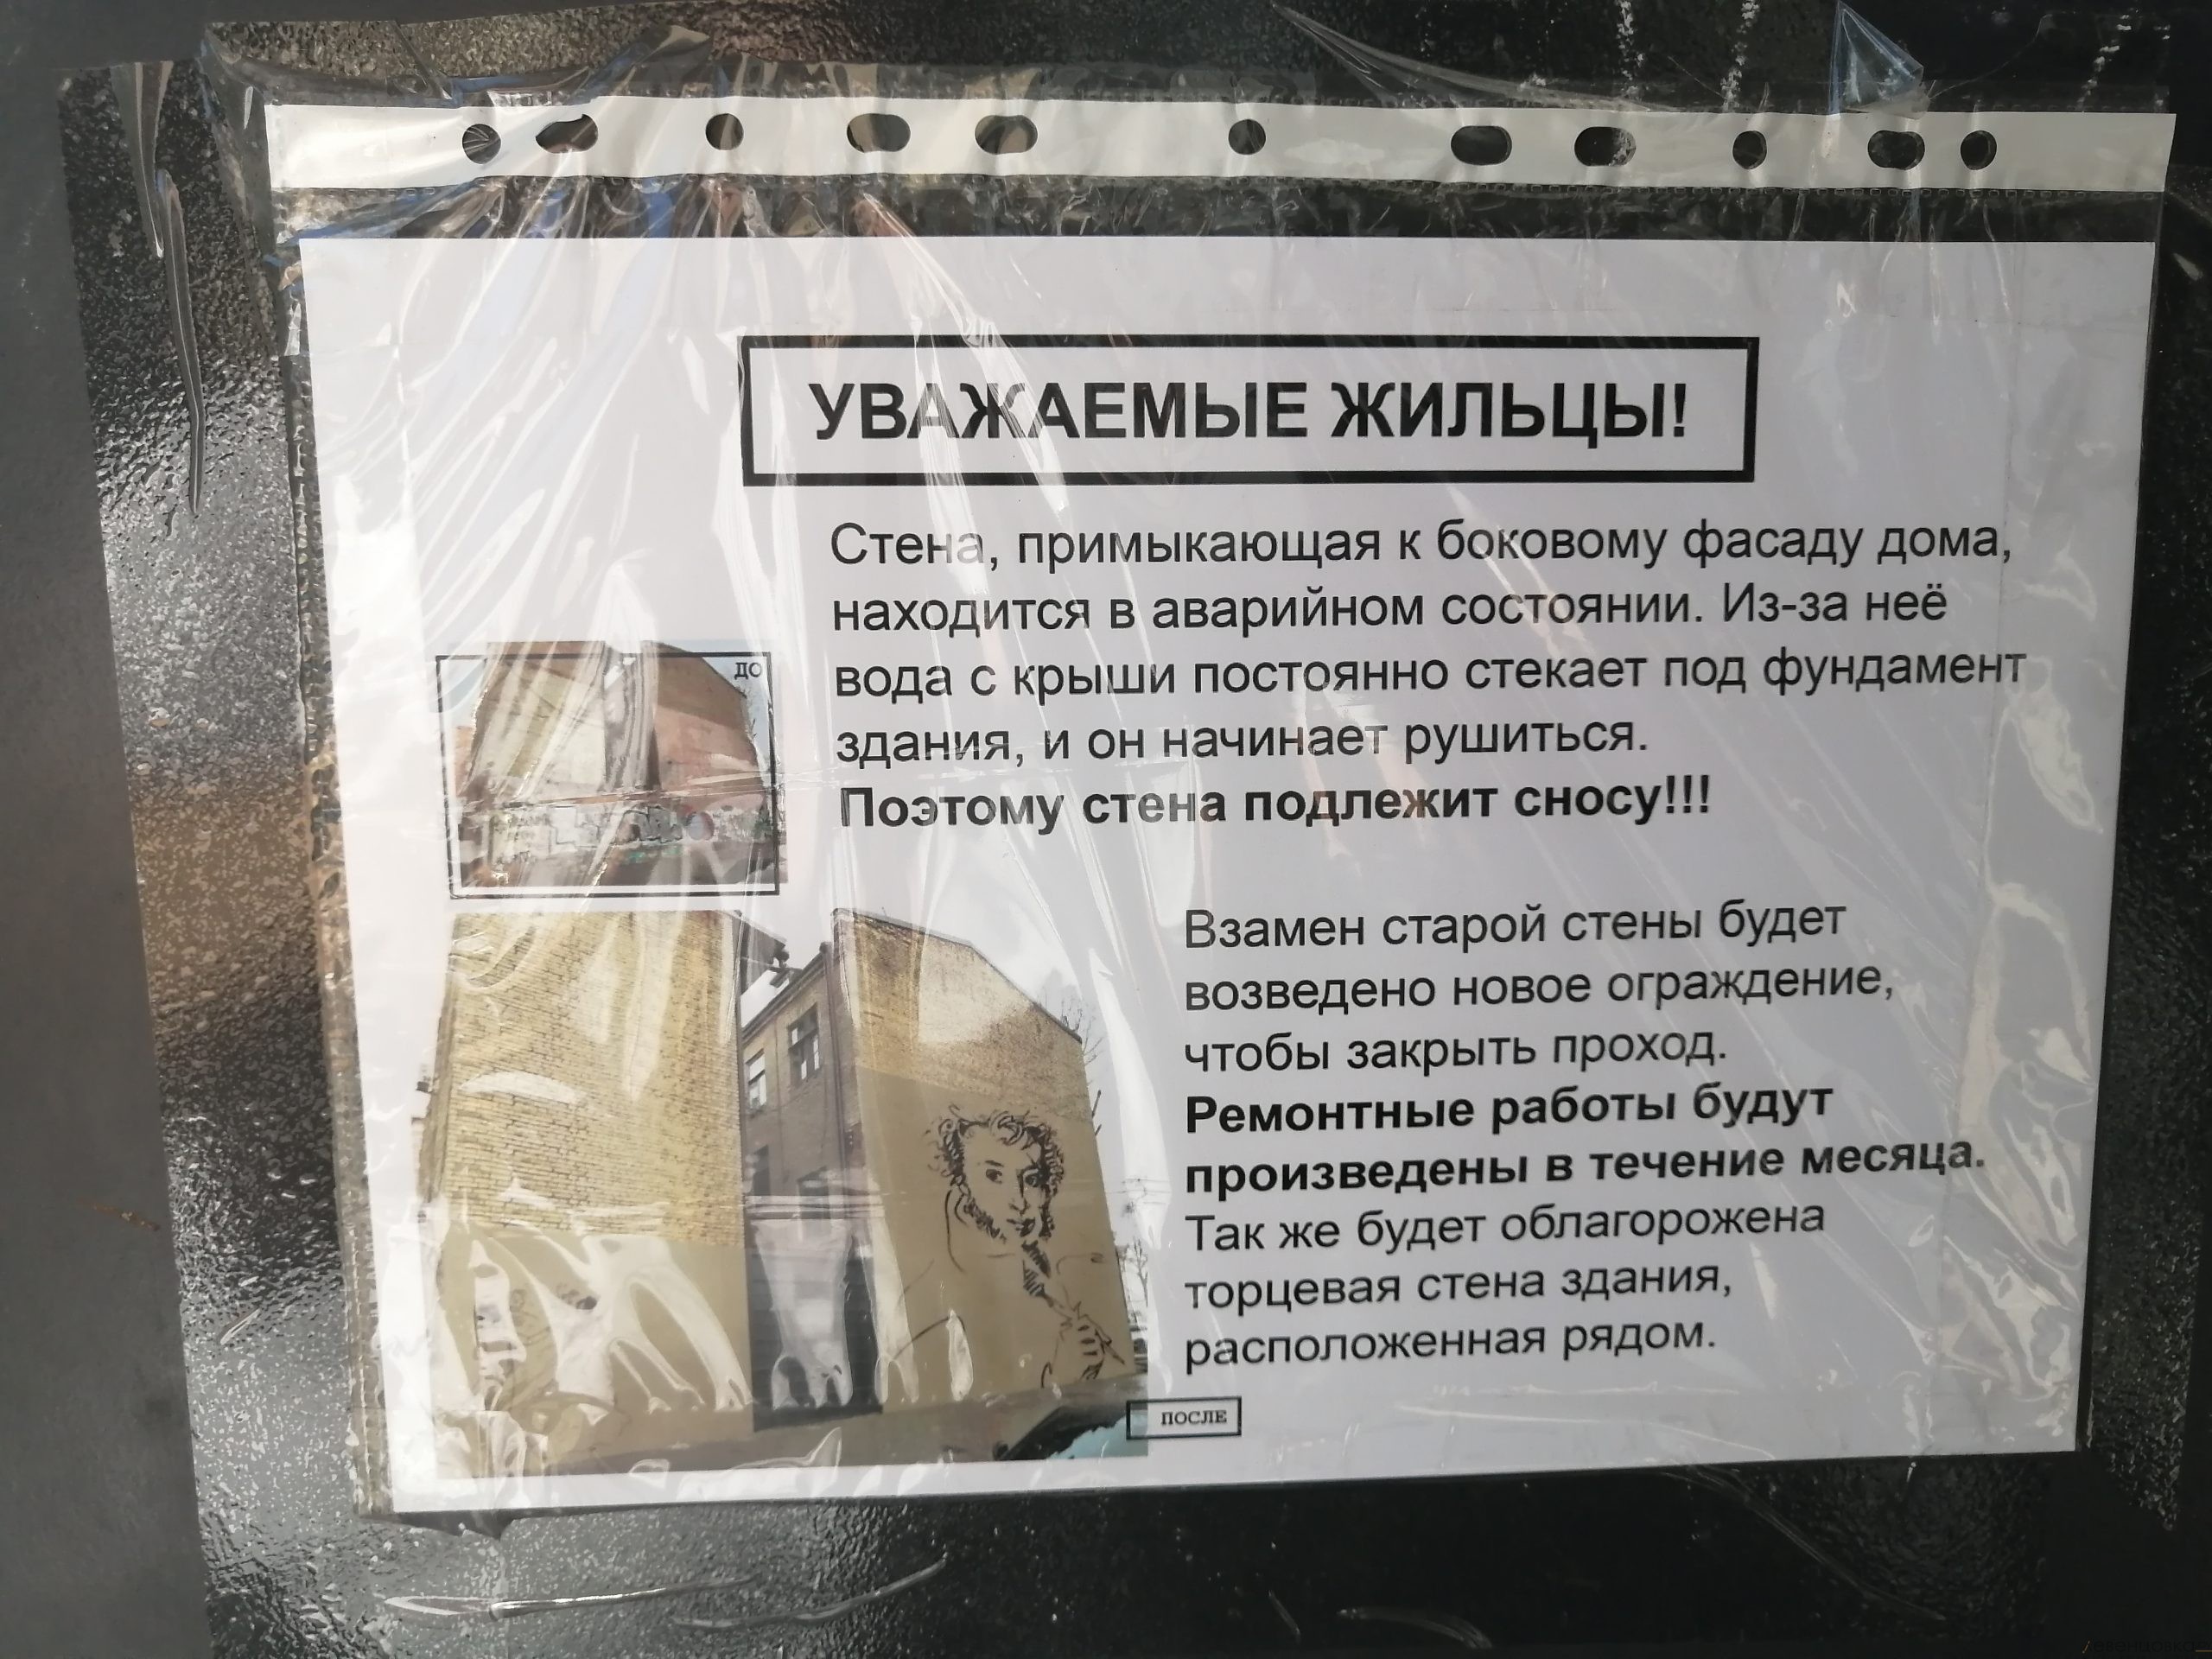 УВАЖАЕМЫЕ ЖИЛЬЦЫ!
Стена, примыкающая к боковому фасаду дома,
находится в аварийном состоянии. Из-за неё
вода с крыши постоянно стекает под фундамент
здания, и он начинает рушиться.
Поэтому стена подлежит сносу!!!
ДО
Взамен старой стены будет
возведено новое ограждение,
чтобы закрыть проход.
Ремонтные работы будут
произведены в течение месяца.
Так же будет облагорожена
торцевая стена здания,
расположенная рядом.
ПОСЛЕ